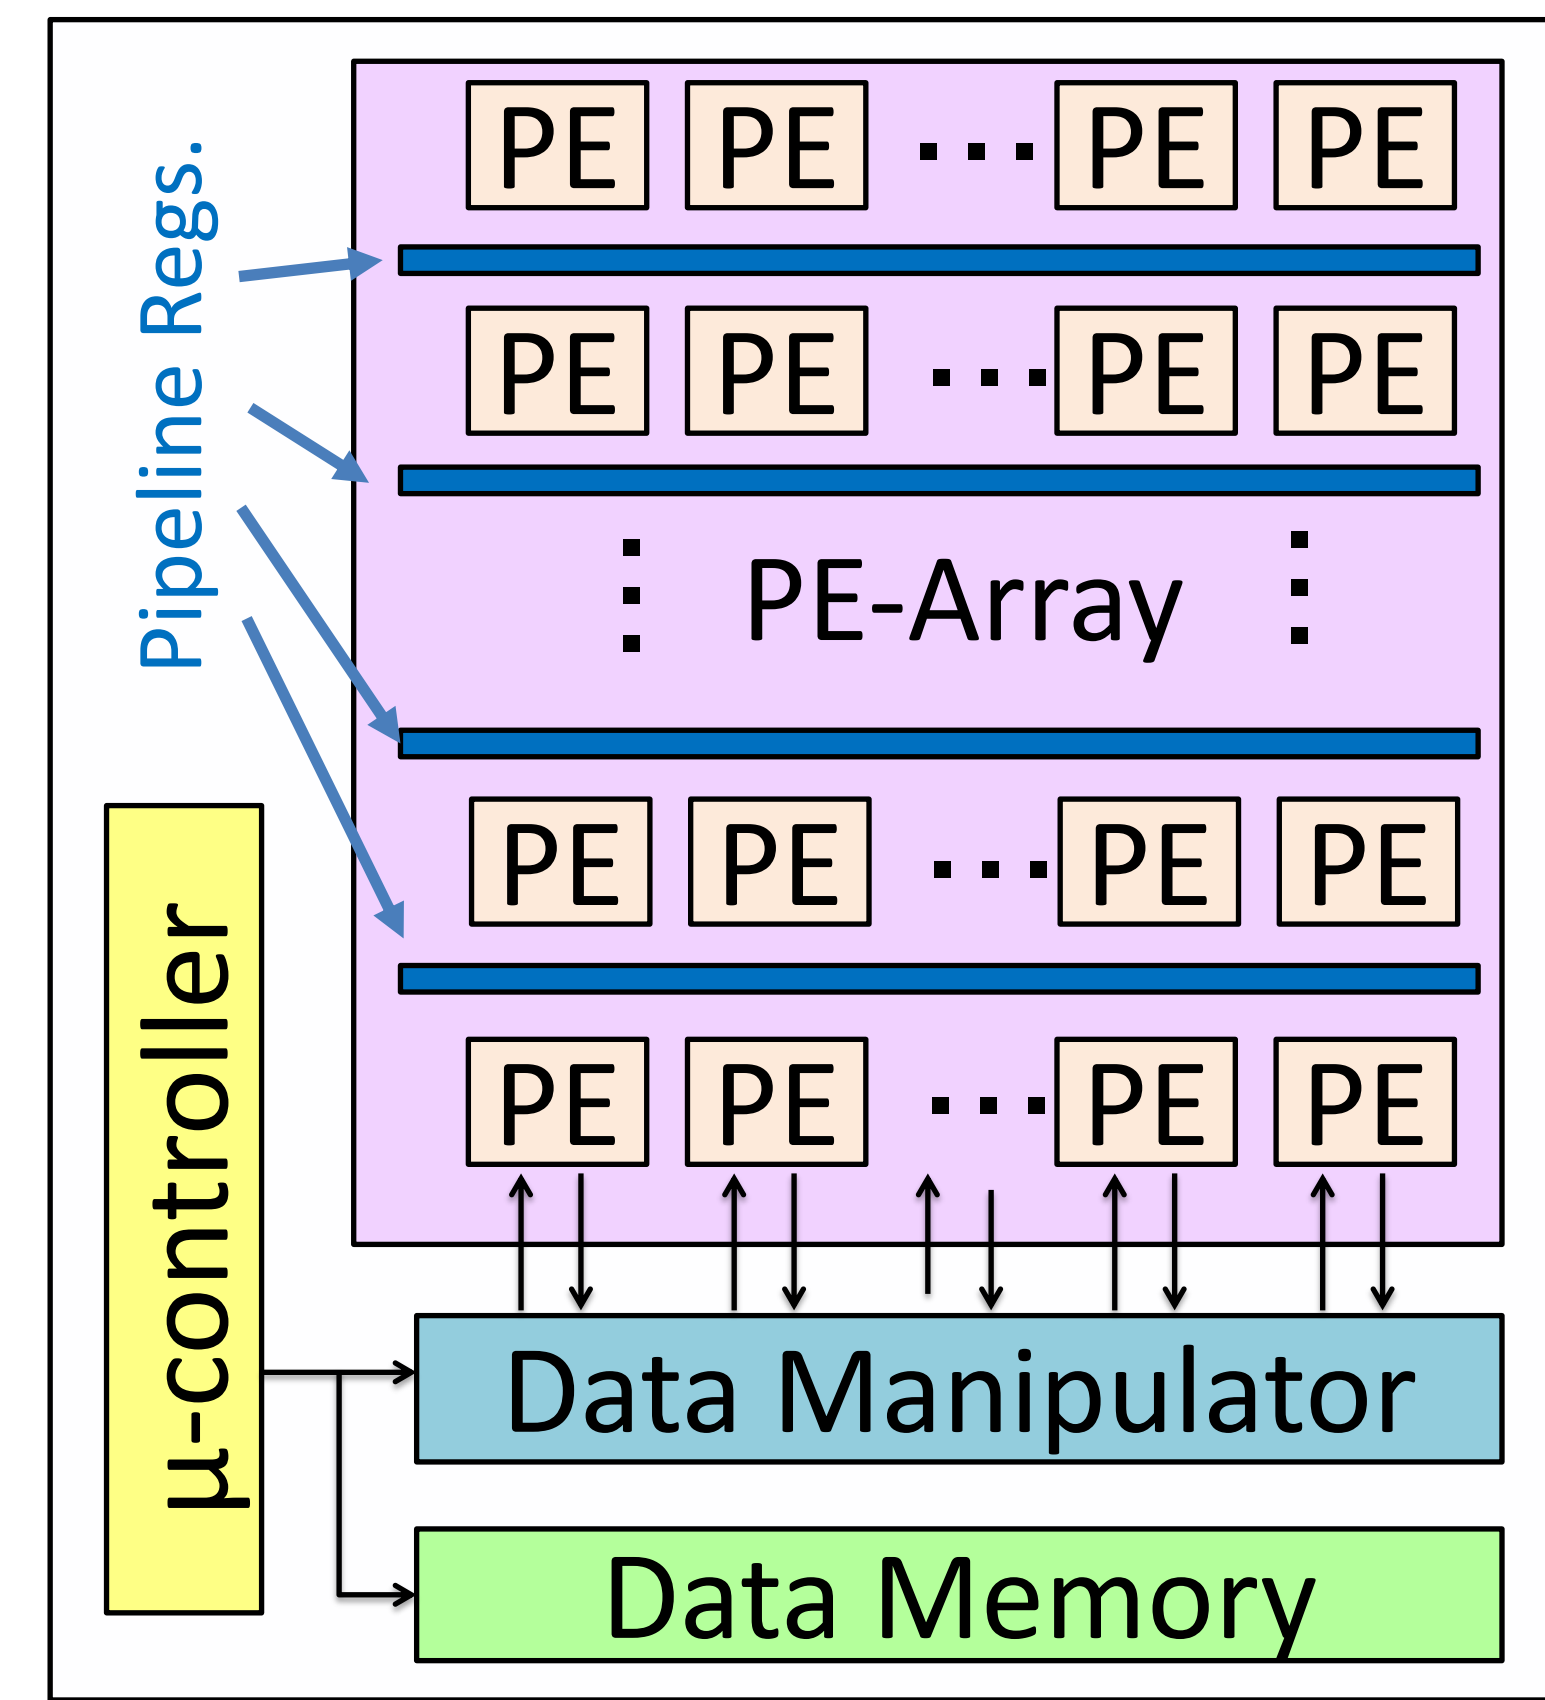 PE PE ... PE PE
Pipeline Regs.
PE PE ... PE PE
PE-Array
PE PE ... PE PE
PE PE ... PE PE
μ-controller
Data Manipulator
Data Memory